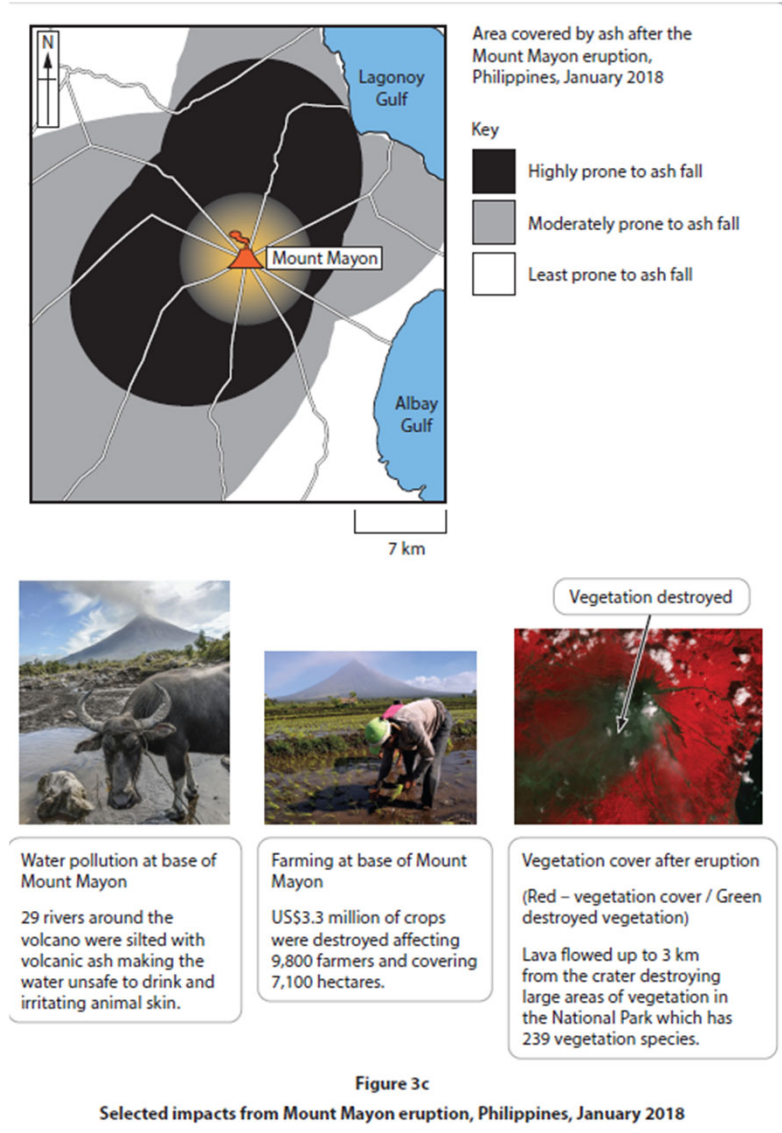 Area covered by ash after the
Mount Mayon eruption,
Philippines, January 2018
N
Lagonoy
Gulf
Key
Highly prone to ash fall
Moderately prone to ash fall
Mount Mayon
Least prone to ash fall
Albay
Gulf
7 km
Vegetation destroyed
Water pollution at base of
Mount Mayon
29 rivers around the
volcano were silted with
volcanic ash making the
water unsafe to drink and
irritating animal skin.
Farming at base of Mount
Mayon
US$3.3 million of crops
were destroyed affecting
9,800 farmers and covering
7,100 hectares.
Vegetation cover after eruption
(Red – vegetation cover / Green
destroyed vegetation)
Lava flowed up to 3 km
from the crater destroying
large areas of vegetation in
the National Park which has
239 vegetation species.
Figure 3c
Selected impacts from Mount Mayon eruption, Philippines, January 2018